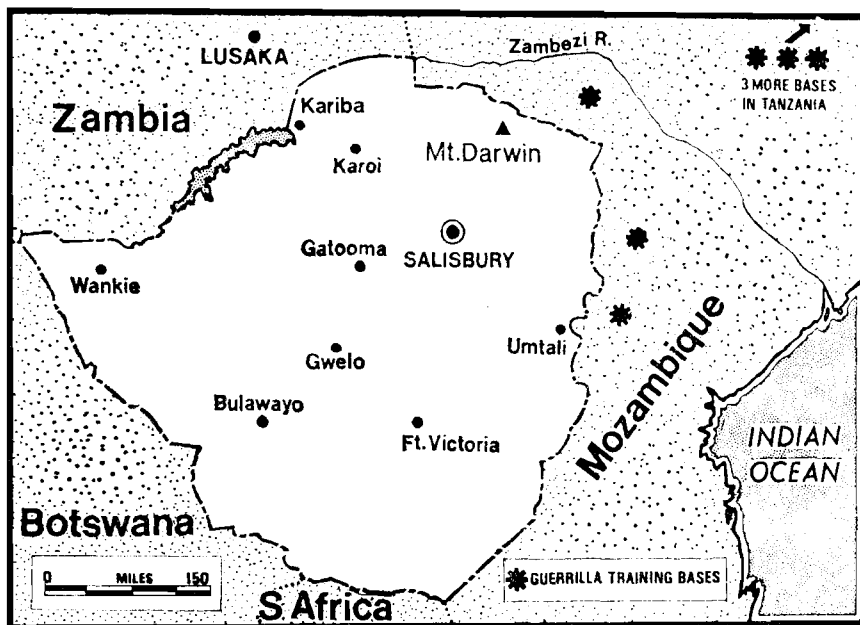 LUSAKA
Zambezi R.
3 MORE BASES
IN TANZANIA
Zambia
Kariba
Karoi
Mt. Darwin
Gatooma
SALISBURY
Wankie
Umtali
Gwelo
Mozambique
Bulawayo
Ft. Victoria
INDIAN
OCEAN
Botswana
0 MILES 150
GUERRILLA TRAINING BASES
S Africa